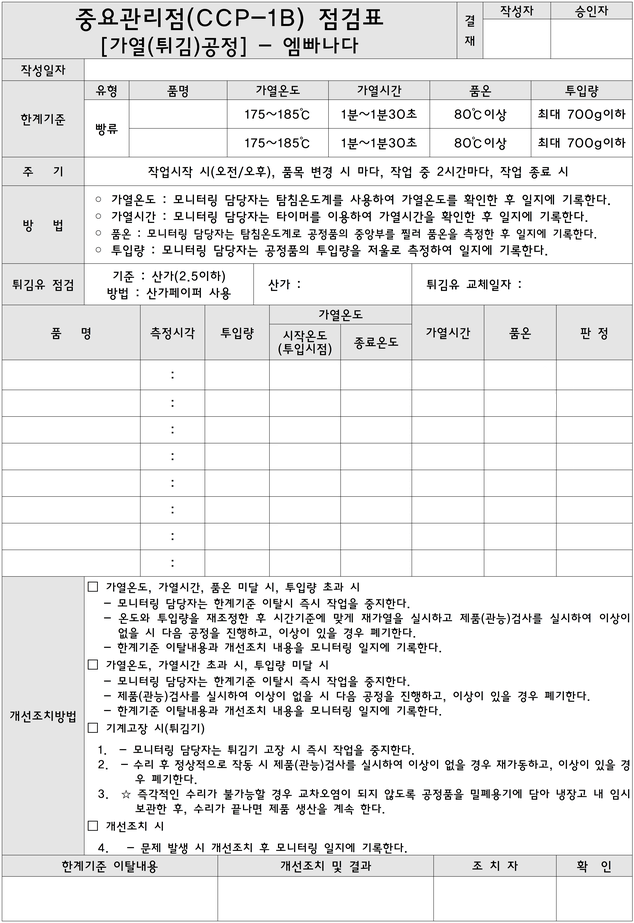 중요관리점(CCP-1B) 점검표
[가열(튀김)공정] - 엠빠나다
결재
작성자
승인자
작성일자
한계기준
유형
품명
가열온도
가열시간
품온
투입량
빵류
175~185℃
1분~1분30초
80℃이상
최대 700g이하
175~185℃
1분~1분30초
80℃이상
최대 700g이하
주 기
작업시작 시(오전/오후), 품목 변경 시 마다, 작업 중 2시간마다, 작업 종료 시
방 법
○ 가열온도 : 모니터링 담당자는 탐침온도계를 사용하여 가열온도를 확인한 후 일지에 기록한다.
○ 가열시간 : 모니터링 담당자는 타이머를 이용하여 가열시간을 확인한 후 일지에 기록한다.
○ 품온 : 모니터링 담당자는 탐침온도계로 공정품의 중앙부를 찔러 품온을 측정한 후 일지에 기록한다.
○ 투입량 : 모니터링 담당자는 공정품의 투입량을 저울로 측정하여 일지에 기록한다.
튀김유 점검
기준 : 산가(2.5이하)
방법 : 산가페이퍼 사용
산가 :
튀김유 교체일자 :
품 명
측정시각
투입량
가열온도
시작온도
(투입시점)
종료온도
가열시간
품온
판 정
:
:
:
:
:
:
:
:
개선조치방법
□ 가열온도, 가열시간, 품온 미달 시, 투입량 초과 시
- 모니터링 담당자는 한계기준 이탈시 즉시 작업을 중지한다.
- 온도와 투입량을 재조정한 후 시간기준에 맞게 재가열을 실시하고 제품(관능)검사를 실시하여 이상이
없을 시 다음 공정을 진행하고, 이상이 있을 경우 폐기한다.
- 한계기준 이탈내용과 개선조치 내용을 모니터링 일지에 기록한다.
□ 가열온도, 가열시간 초과 시, 투입량 미달 시
- 모니터링 담당자는 한계기준 이탈시 즉시 작업을 중지한다.
- 제품(관능)검사를 실시하여 이상이 없을 시 다음 공정을 진행하고, 이상이 있을 경우 폐기한다.
- 한계기준 이탈내용과 개선조치 내용을 모니터링 일지에 기록한다.
□ 기계고장 시(튀김기)
1. - 모니터링 담당자는 튀김기 고장 시 즉시 작업을 중지한다.
2. - 수리 후 정상적으로 작동 시 제품(관능)검사를 실시하여 이상이 없을 경우 재가동하고, 이상이 있을 경
우 폐기한다.
3. ☆ 즉각적인 수리가 불가능할 경우 교차오염이 되지 않도록 공정품을 밀폐용기에 담아 냉장고 내 임시
보관한 후, 수리가 끝나면 제품 생산을 계속 한다.
□ 개선조치 시
4. - 문제 발생 시 개선조치 후 모니터링 일지에 기록한다.
한계기준 이탈내용
개선조치 및 결과
조 치 자
확 인